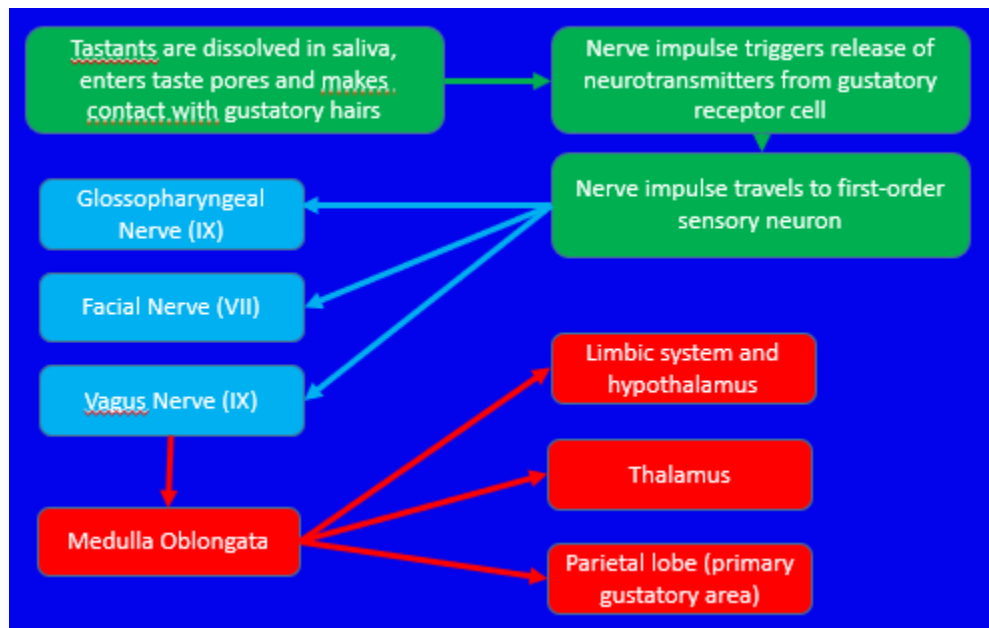 Tastants are dissolved in saliva,
enters taste pores and makes
contact with gustatory hairs
Nerve impulse triggers release of
neurotransmitters from gustatory
receptor cell
Nerve impulse travels to first-order
sensory neuron
Glossopharyngeal
Nerve (IX)
Facial Nerve (VII)
Vagus Nerve (IX)
Medulla Oblongata
Limbic system and
hypothalamus
Thalamus
Parietal lobe (primary
gustatory area)